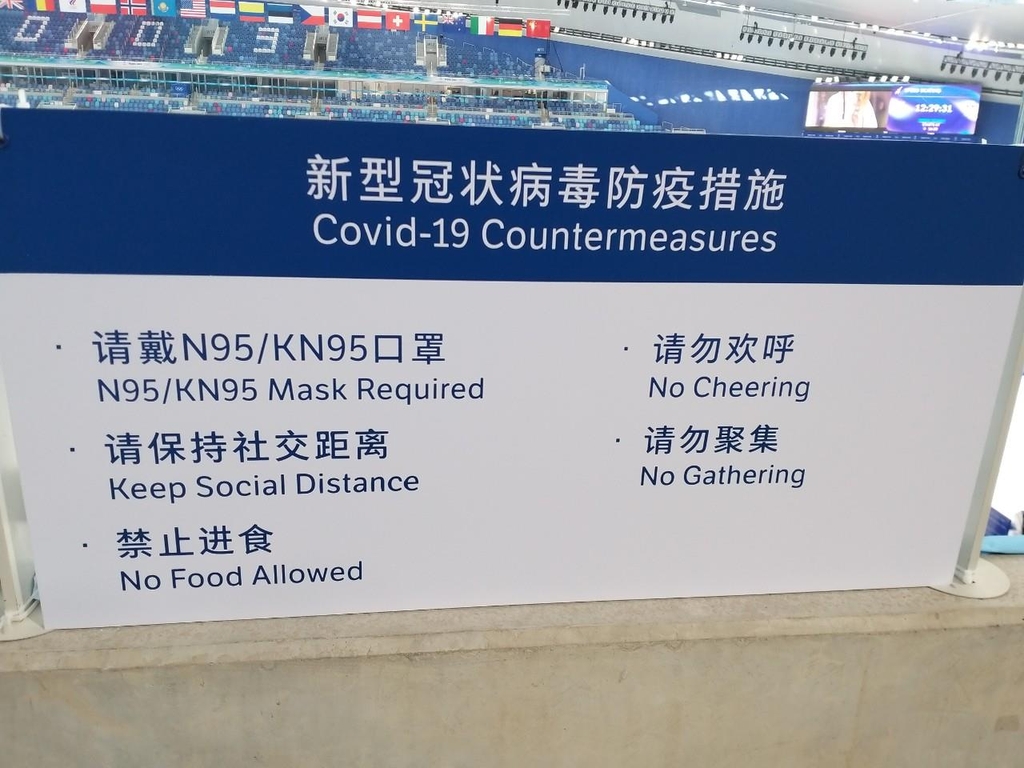 12:29:31
新型冠状病毒防疫措施
Covid-19 Countermeasures
· 请戴N95/KN95口罩
N95/KN95 Mask Required
· 请保持社交距离
Keep Social Distance
· 禁止进食
No Food Allowed
· 请勿欢呼
No Cheering
· 请勿聚集
No Gathering